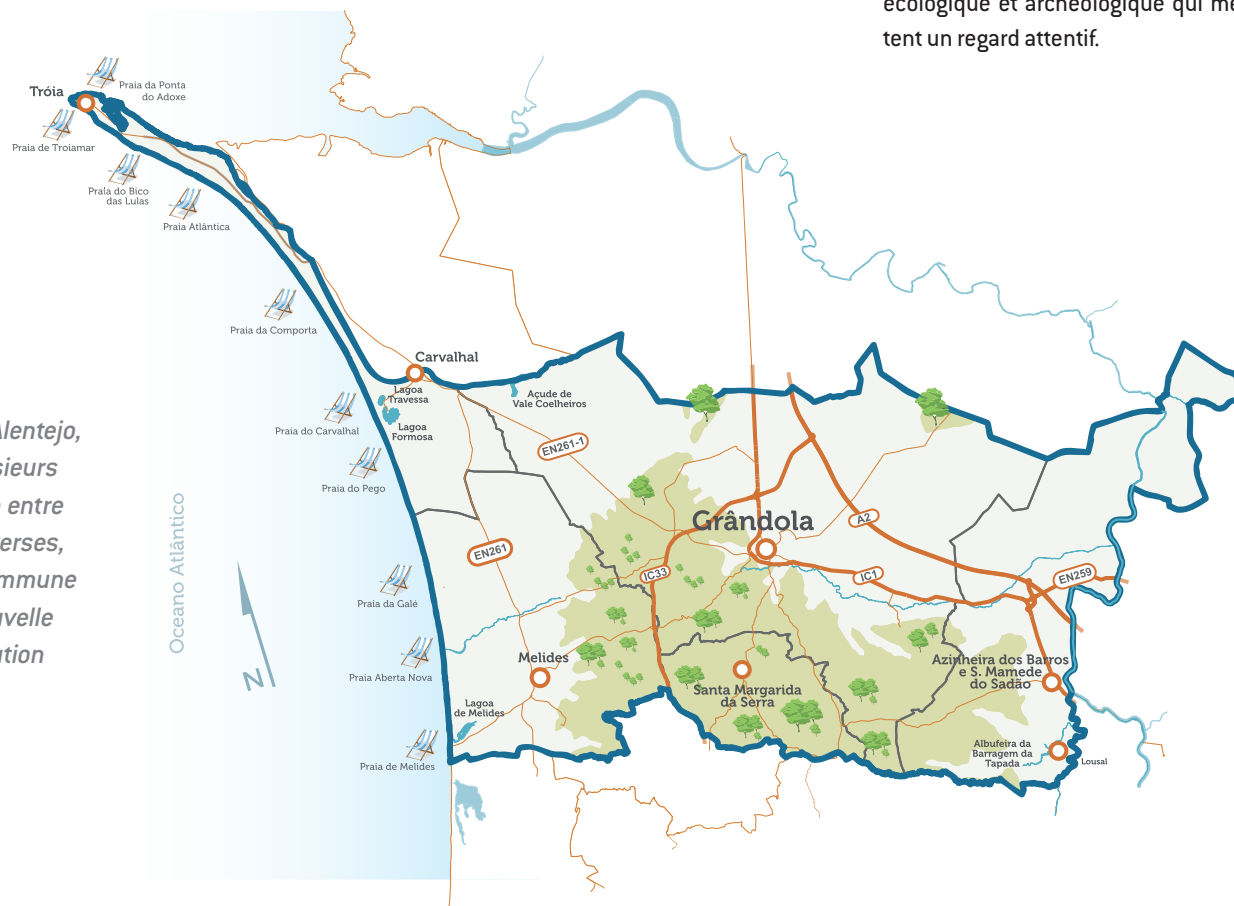 écologique et archéologique qui mé
tent un regard attentif.
Tróia
Praia da Ponta
do Adoxe
Praia de Troiamar
Praia do Bico
das Lulas
Praia Atlântica
Praia da Comporta
Carvalhal
Lagoa
Travessa
Lagoa
Formosa
Açude de
Vale Coelheiros
Praia do Carvalhal
EN261-1
Praia do Pego
Alentejo,
sieurs
entre
erses,
mmune
uvelle
ation
Oceano Atlântico
N
EN261
Grândola
A2
IC33
IC1
EN259
Praia da Galé
Praia Aberta Nova
Melides
Lagoa
de Melides
Praia de Melides
Santa Margarida
da Serra
Azinheira dos Barros
e S. Mamede
do Sadão
Albufeira da
Barragem da
Tapada
Lousal